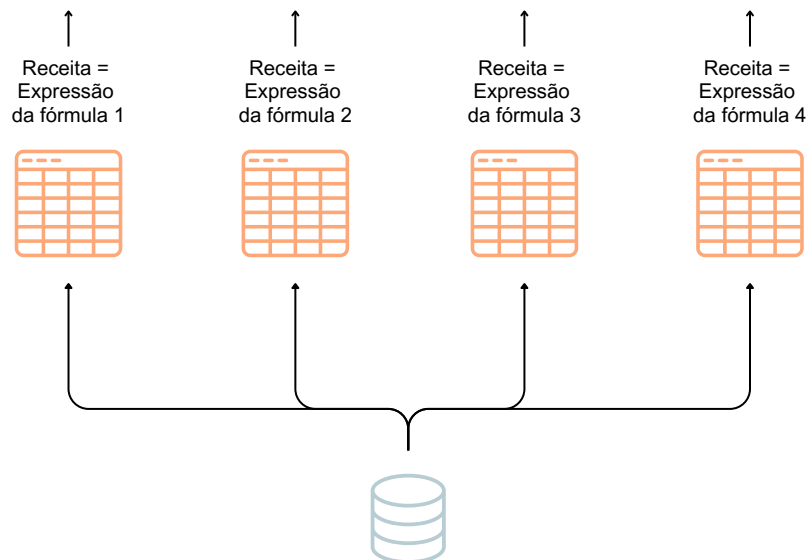 Receita =
Expressão
da fórmula 1
Receita =
Expressão
da fórmula 2
Receita =
Expressão
da fórmula 3
Receita =
Expressão
da fórmula 4